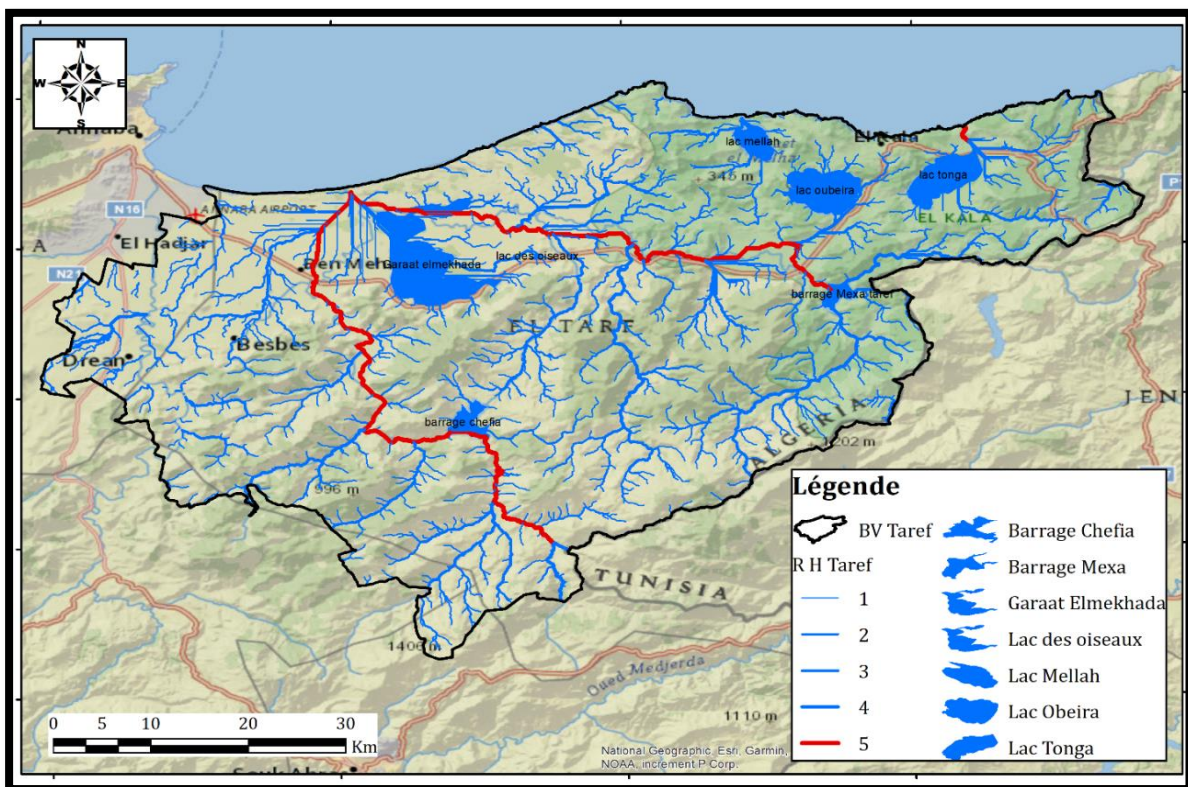 N
W E
S
Annaba
N16
ANNABA AIRPORT
El Hadjar
N21
Ben Meh
Garaat elmekhada
lac des oiseaux
lac mellah
346 m
lac oubeira
El Kala
lac tonga
EL KALA
barrage Mexa taref
EL TARF
Besbes
Drean
barrage chefia
996 m
ALGERIA
1202 m
JEN
TUNISIA
1406 m
Oued Medjerda
1110 m
0 5 10 20 30
Km
National Geographic, Esri, Garmin,
NOAA, increment P Corp.
Légende
BV Taref
R H Taref
1
2
3
4
5
Barrage Chefia
Barrage Mexa
Garaat Elmekhada
Lac des oiseaux
Lac Mellah
Lac Obeira
Lac Tonga